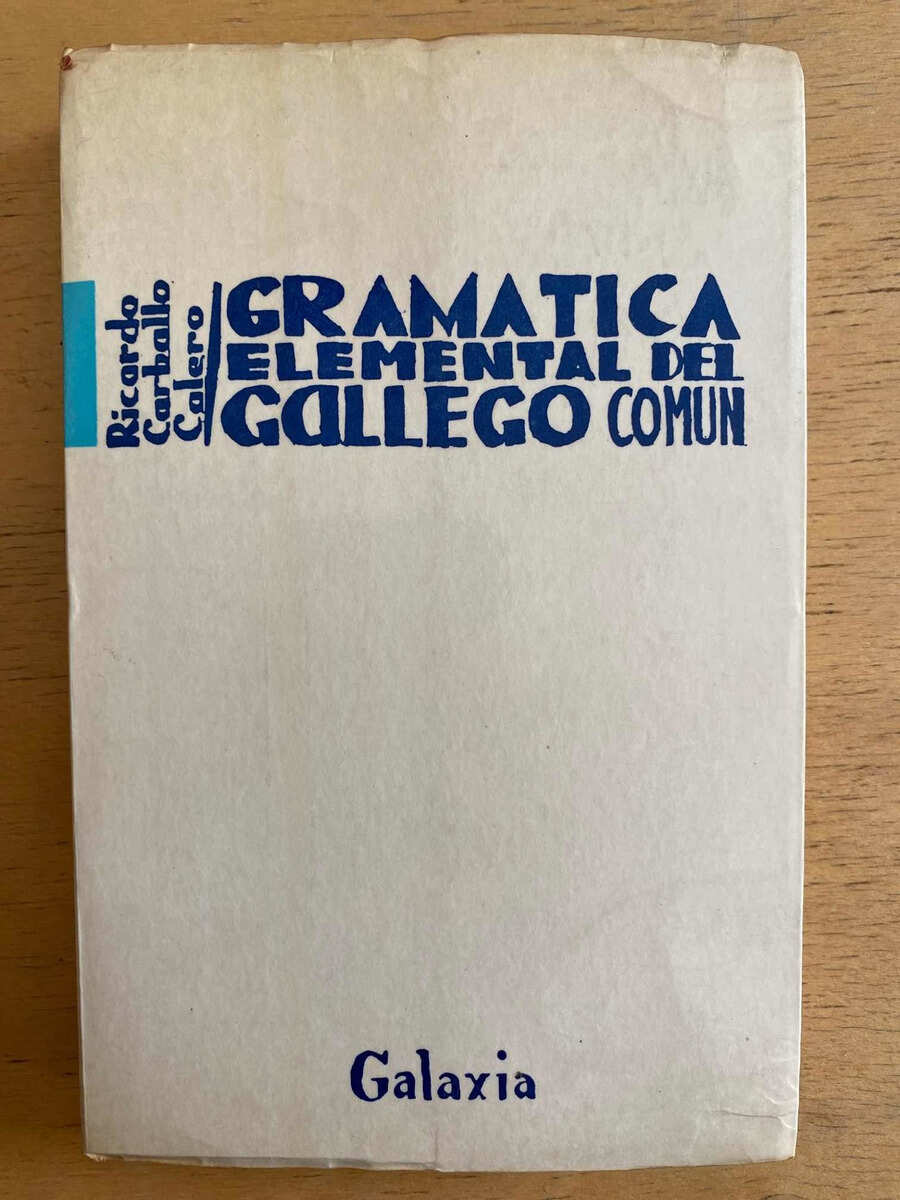 Ricardo
Carballo
Calero
GRAMATICA
ELEMENTAL DEL
GALLEGO COMUN
Galaxia